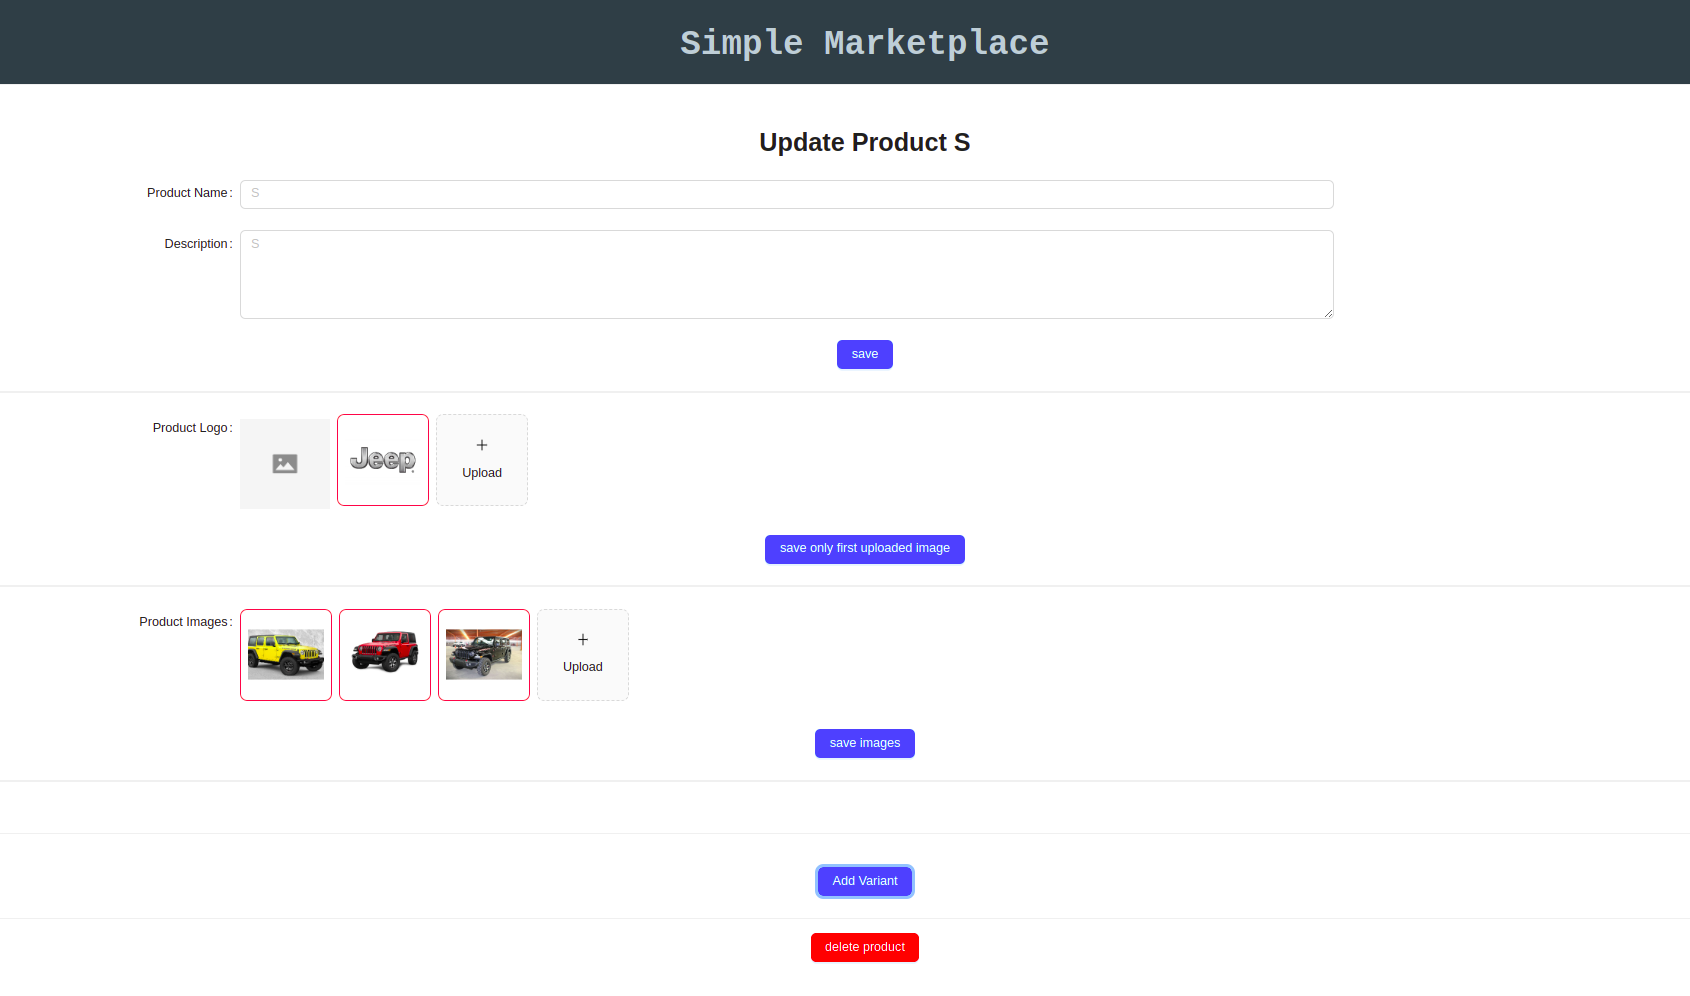 Simple Marketplace
Update Product S
Product Name: S
Description: S
save
Product Logo: Jeep
Upload
save only first uploaded image
Product Images:
Upload
save images
Add Variant
delete product